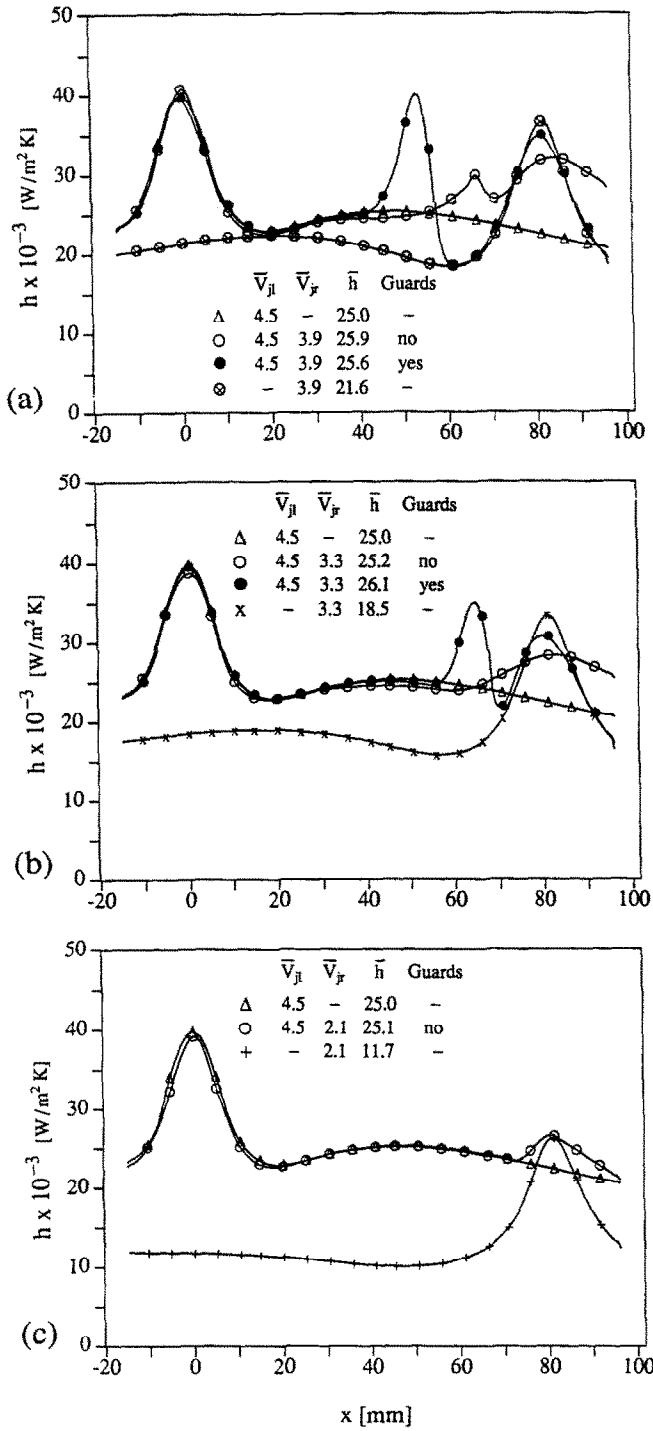 50
40
30
20
10
0
h x 10⁻³ [W/m² K]
V̄jl V̄jr h̄ Guards
△ 4.5 – 25.0 –
○ 4.5 3.9 25.9 no
● 4.5 3.9 25.6 yes
⊗ – 3.9 21.6 –
(a)
-20 0 20 40 60 80 100
50
40
30
20
10
0
h x 10⁻³ [W/m² K]
V̄jl V̄jr h̄ Guards
△ 4.5 – 25.0 –
○ 4.5 3.3 25.2 no
● 4.5 3.3 26.1 yes
x – 3.3 18.5 –
(b)
-20 0 20 40 60 80 100
50
40
30
20
10
0
h x 10⁻³ [W/m² K]
V̄jl V̄jr h̄ Guards
△ 4.5 – 25.0 –
○ 4.5 2.1 25.1 no
+ – 2.1 11.7 –
(c)
-20 0 20 40 60 80 100
x [mm]